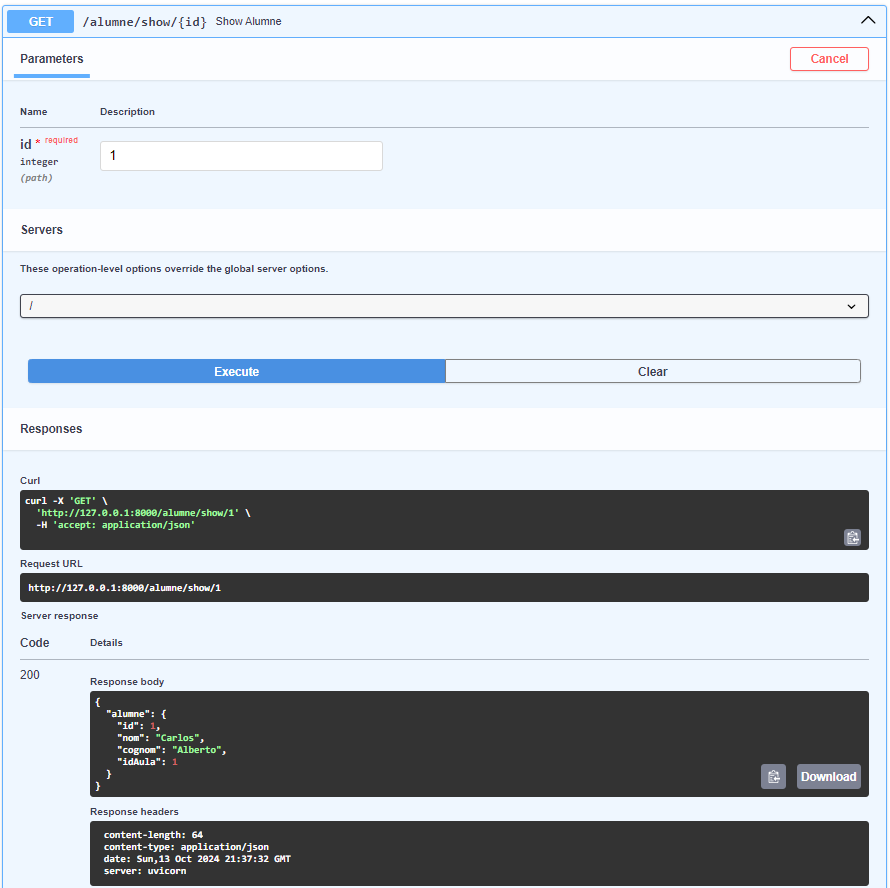 GET /alumne/show/{id} Show Alumne
Parameters Cancel
Name Description
id * required
integer
(path)
1
Servers
These operation-level options override the global server options.
/
Execute Clear
Responses
Curl
curl -X 'GET' \
'http://127.0.0.1:8000/alumne/show/1' \
-H 'accept: application/json'
Request URL
http://127.0.0.1:8000/alumne/show/1
Server response
Code Details
200
Response body
{
"alumne": {
"id": 1,
"nom": "Carlos",
"cognom": "Alberto",
"idAula": 1
}
}
Download
Response headers
content-length: 64
content-type: application/json
date: Sun,13 Oct 2024 21:37:32 GMT
server: uvicorn